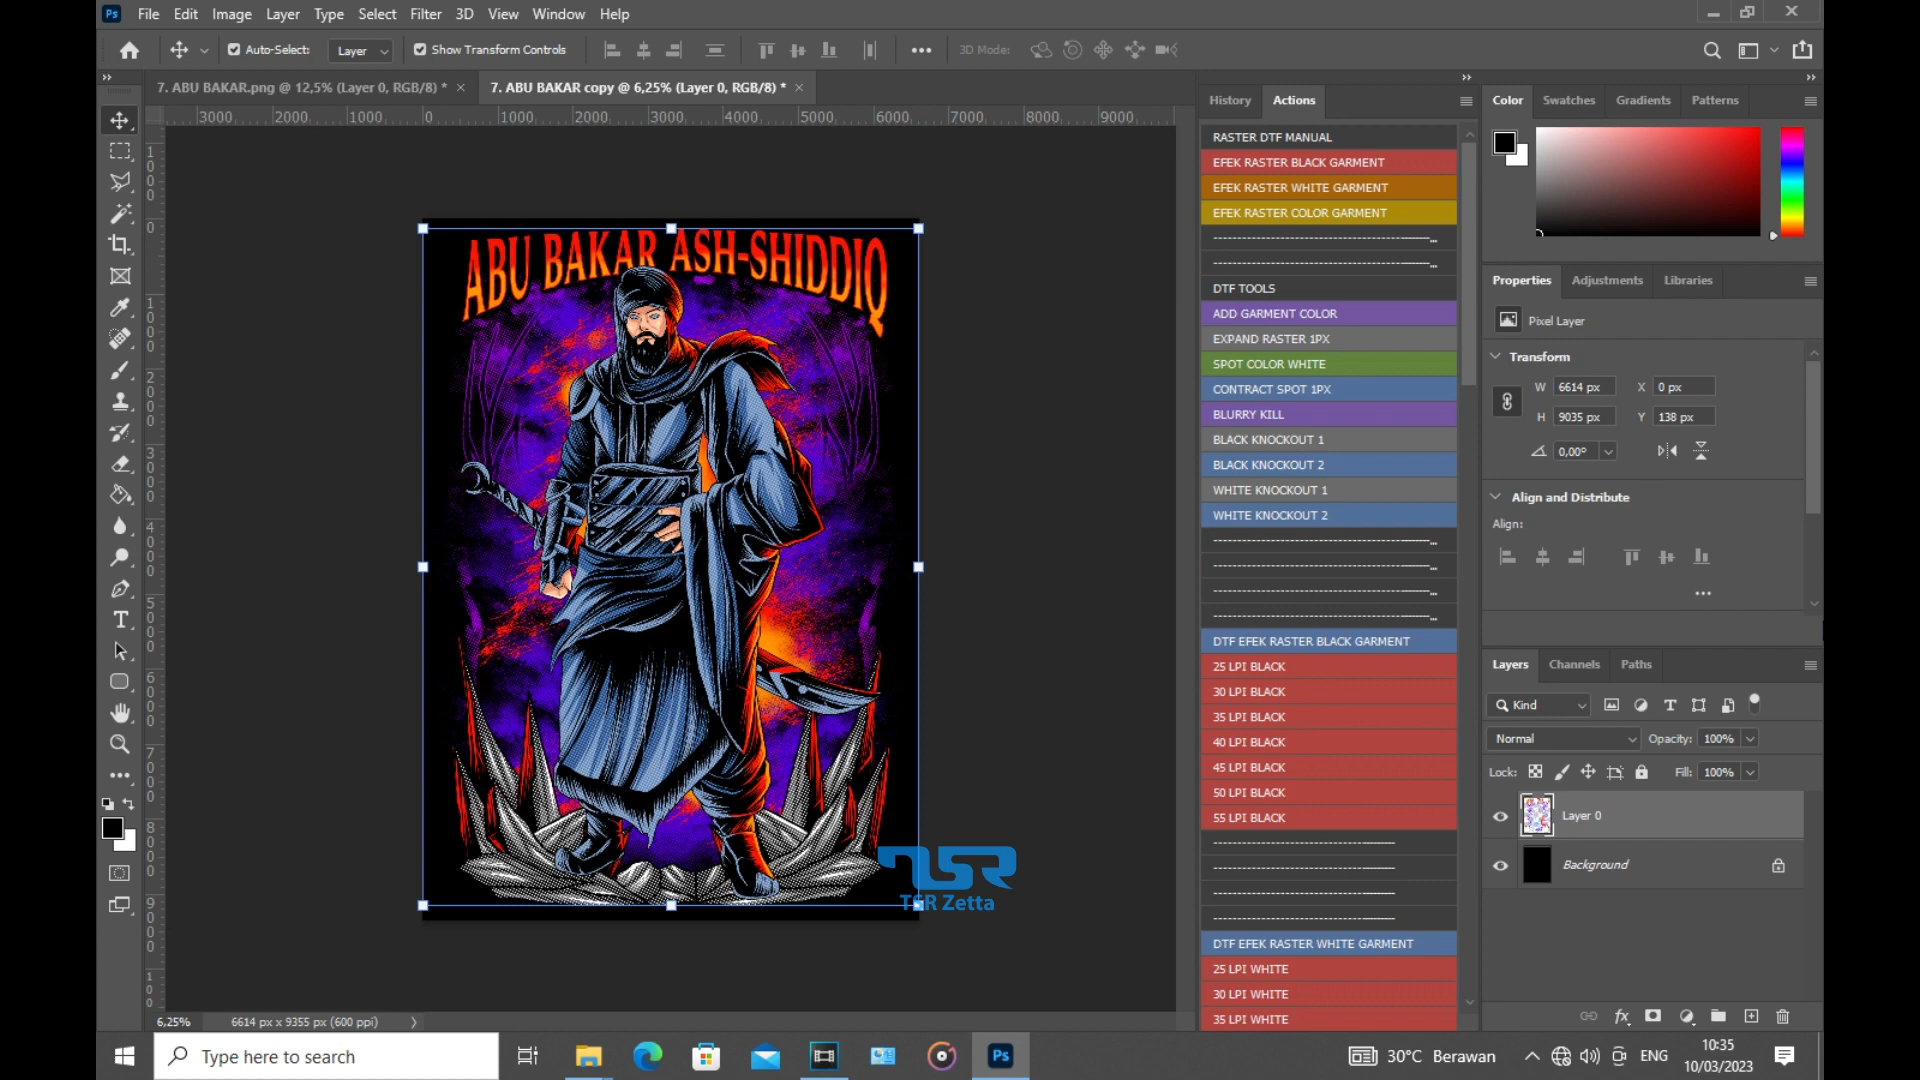 Ps File Edit Image Layer Type Select Filter 3D View Window Help
Auto-Select: Layer Show Transform Controls 3D Mode:
7. ABU BAKAR.png @ 12,5% (Layer 0, RGB/8) *
7. ABU BAKAR copy @ 6,25% (Layer 0, RGB/8) *
3000 2000 1000 0 1000 2000 3000 4000 5000 6000 7000 8000 9000
ABU BAKAR ASH-SHIDDIQ
TSR
TSR Zetta
6,25% 6614 px x 9355 px (600 ppi)
History Actions
RASTER DTF MANUAL
EFEK RASTER BLACK GARMENT
EFEK RASTER WHITE GARMENT
EFEK RASTER COLOR GARMENT
DTF TOOLS
ADD GARMENT COLOR
EXPAND RASTER 1PX
SPOT COLOR WHITE
CONTRACT SPOT 1PX
BLURRY KILL
BLACK KNOCKOUT 1
BLACK KNOCKOUT 2
WHITE KNOCKOUT 1
WHITE KNOCKOUT 2
DTF EFEK RASTER BLACK GARMENT
25 LPI BLACK
30 LPI BLACK
35 LPI BLACK
40 LPI BLACK
45 LPI BLACK
50 LPI BLACK
55 LPI BLACK
DTF EFEK RASTER WHITE GARMENT
25 LPI WHITE
30 LPI WHITE
35 LPI WHITE
Color Swatches Gradients Patterns
Properties Adjustments Libraries
Pixel Layer
Transform
W 6614 px X 0 px
H 9035 px Y 138 px
0,00°
Align and Distribute
Align:
Layers Channels Paths
Kind
Normal Opacity: 100%
Lock: Fill: 100%
Layer 0
Background
Type here to search
Ps
30°C Berawan
ENG
10:35
10/03/2023